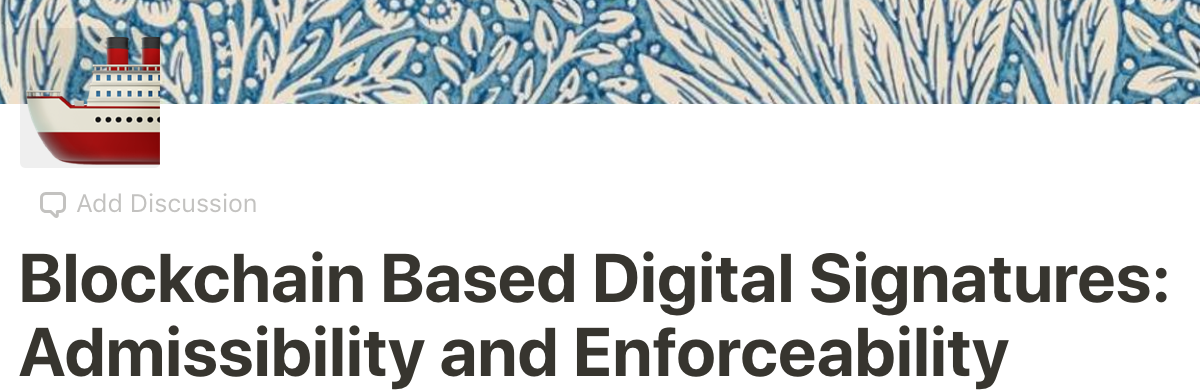 Add Discussion
Blockchain Based Digital Signatures:
Admissibility and Enforceability